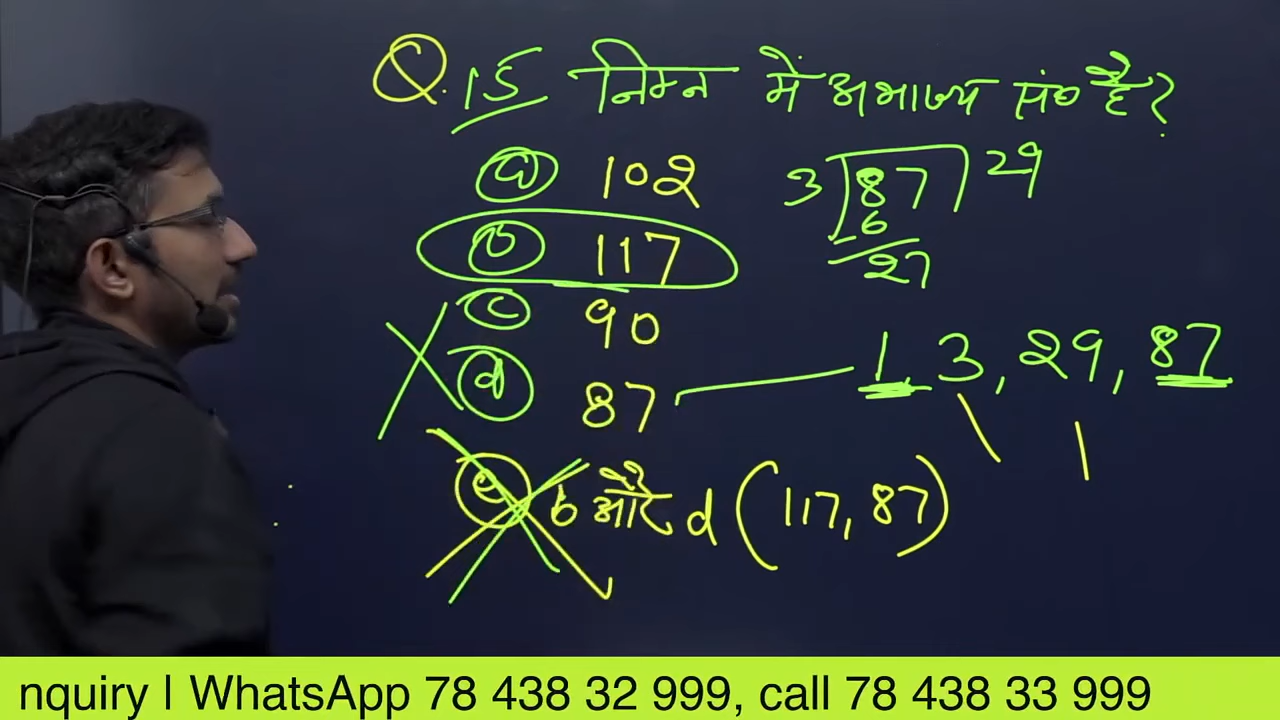 Q.15 निम्न में अभाज्य सं० है?
a 102
b 117
c 90
d 87
e b और d (117, 87)
3 87 29
6
27
1, 3, 29, 87
nquiry | WhatsApp 78 438 32 999, call 78 438 33 999